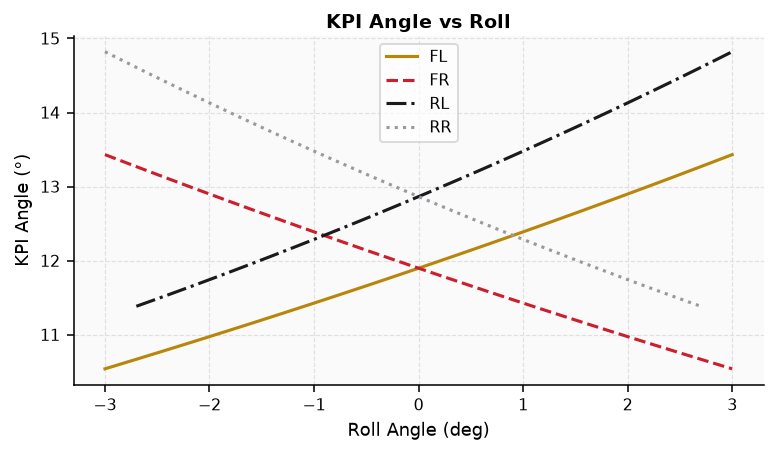 KPI Angle vs Roll
KPI Angle (°)
15
14
13
12
11
FL
FR
RL
RR
−3
−2
−1
0
1
2
3
Roll Angle (deg)